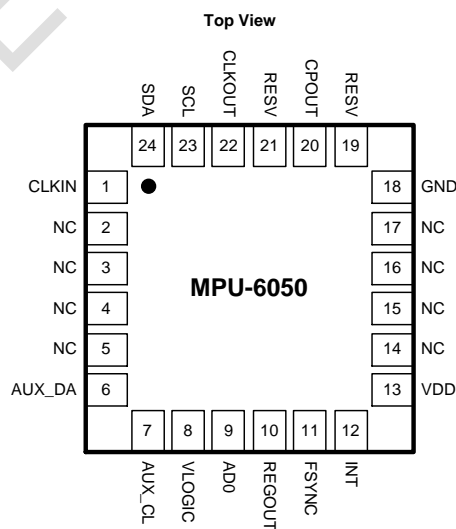 Top View
SDA
SCL
CLKOUT
RESV
CPOUT
RESV
24 23 22 21 20 19
CLKIN 1 18 GND
NC 2 17 NC
NC 3 16 NC
MPU-6050
NC 4 15 NC
NC 5 14 NC
AUX_DA 6 13 VDD
7 8 9 10 11 12
AUX_CL
VLOGIC
AD0
REGOUT
FSYNC
INT